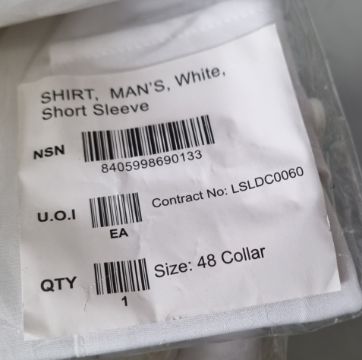 SHIRT, MAN'S, White,
Short Sleeve
NSN
8405998690133
U.O.I
EA
Contract No: LSLDC0060
QTY
1
Size: 48 Collar